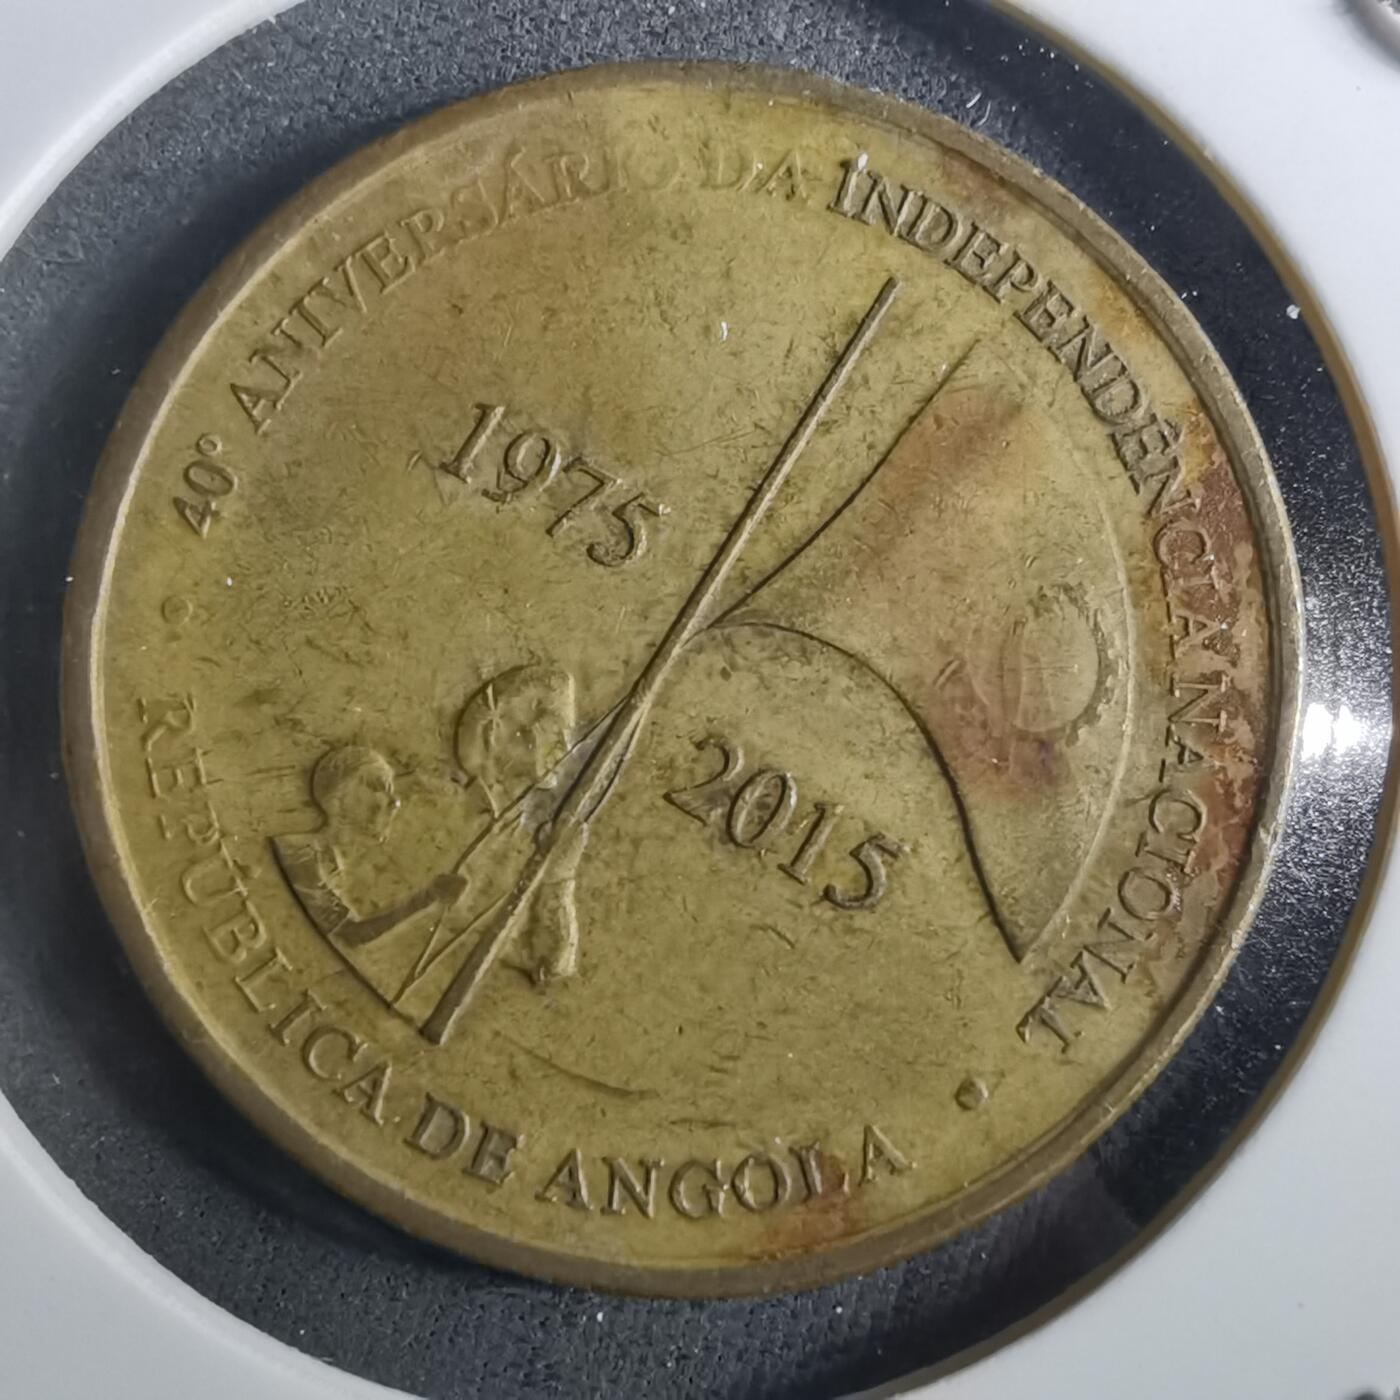 40° ANIVERSÁRIO DA INDEPENDÊNCIA NACIONAL
1975
2015
REPÚBLICA DE ANGOLA